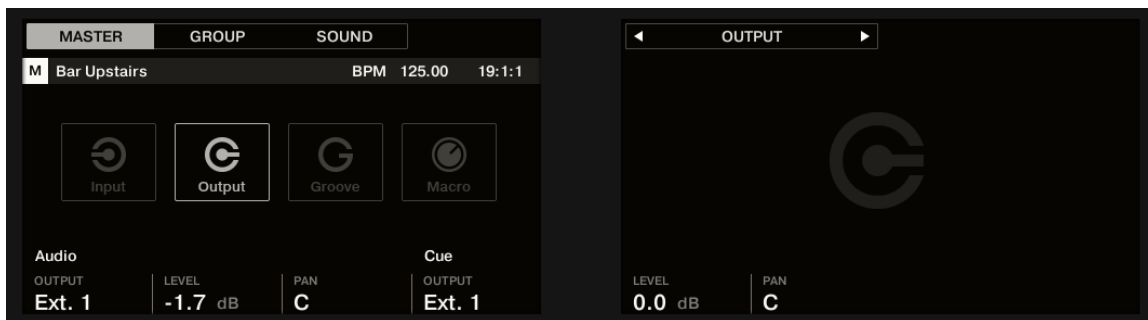 MASTER GROUP SOUND
M Bar Upstairs BPM 125.00 19:1:1
Input Output Groove Macro
Audio Cue
OUTPUT LEVEL PAN OUTPUT
Ext. 1 -1.7 dB C Ext. 1
OUTPUT
LEVEL PAN
0.0 dB C